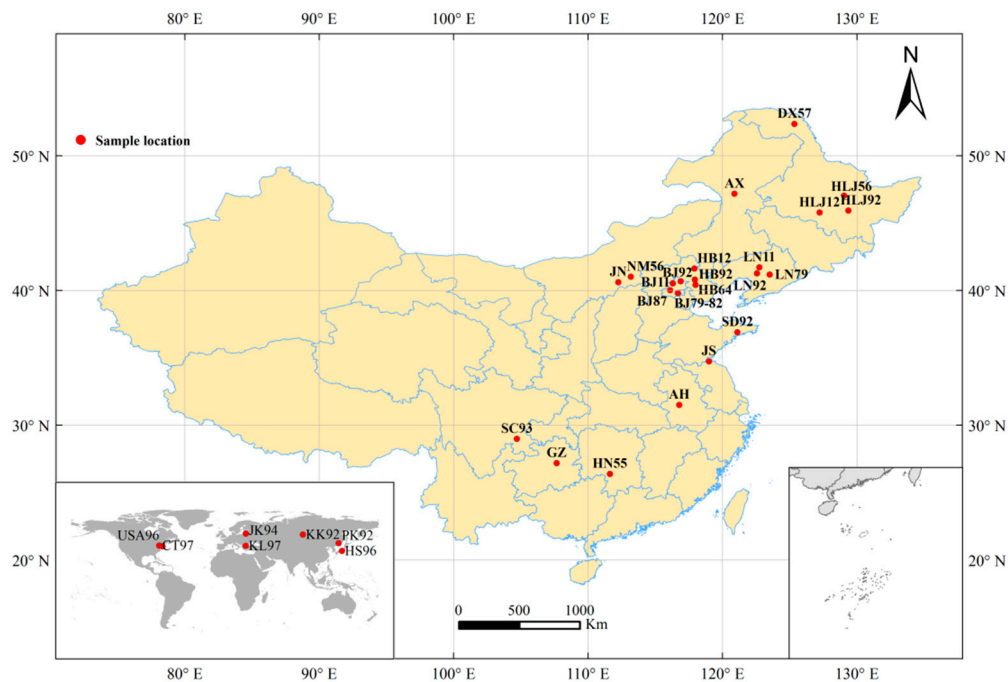 80° E 90° E 100° E 110° E 120° E 130° E
N
DX57
Sample location
50° N 50° N
AX
HLJ56
HLJ12 HLJ92
HB12 LN11
JN NM56 BJ92 HB92 LN79
BJ11 LN92
40° N HB64 40° N
BJ87 BJ79-82
SD92
JS
AH
30° N 30° N
SC93
GZ
HN55
USA96 JK94 KK92 PK92
CT97 KL97 HS96
20° N 20° N
0 500 1000
Km
80° E 90° E 100° E 110° E 120° E 130° E